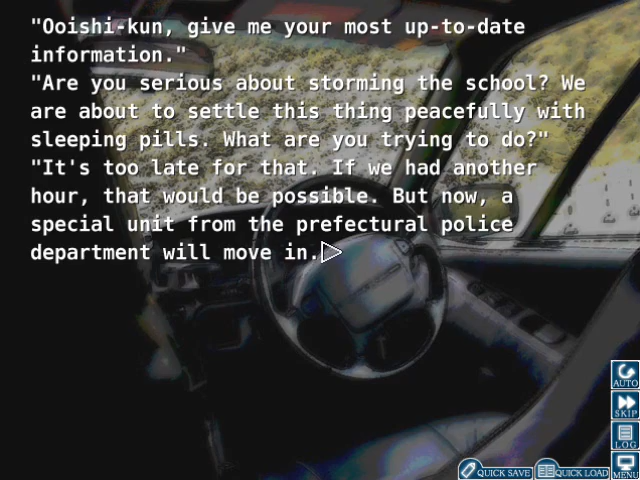 "Ooishi-kun, give me your most up-to-date
information."
"Are you serious about storming the school? We
are about to settle this thing peacefully with
sleeping pills. What are you trying to do?"
"It's too late for that. If we had another
hour, that would be possible. But now, a
special unit from the prefectural police
department will move in.
AUTO
SKIP
LOG
MENU
QUICK SAVE
QUICK LOAD